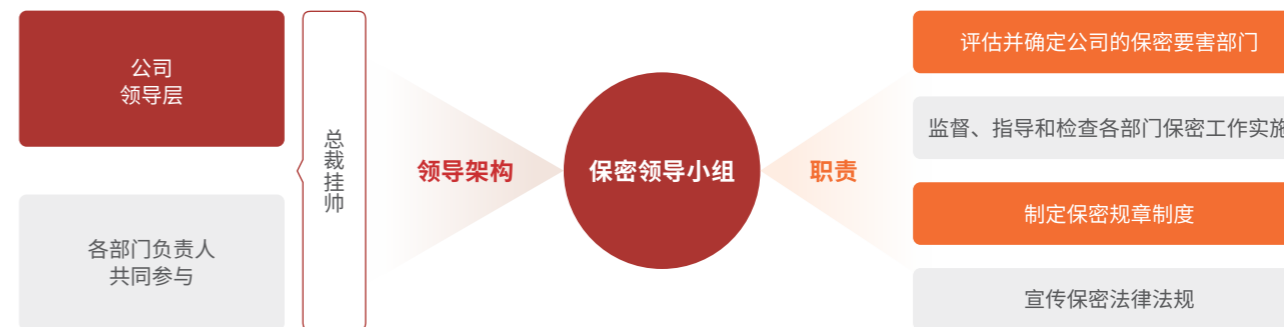 公司
领导层
各部门负责人
共同参与
总裁挂帅
领导架构
保密领导小组
职责
评估并确定公司的保密要害部门
监督、指导和检查各部门保密工作实施
制定保密规章制度
宣传保密法律法规